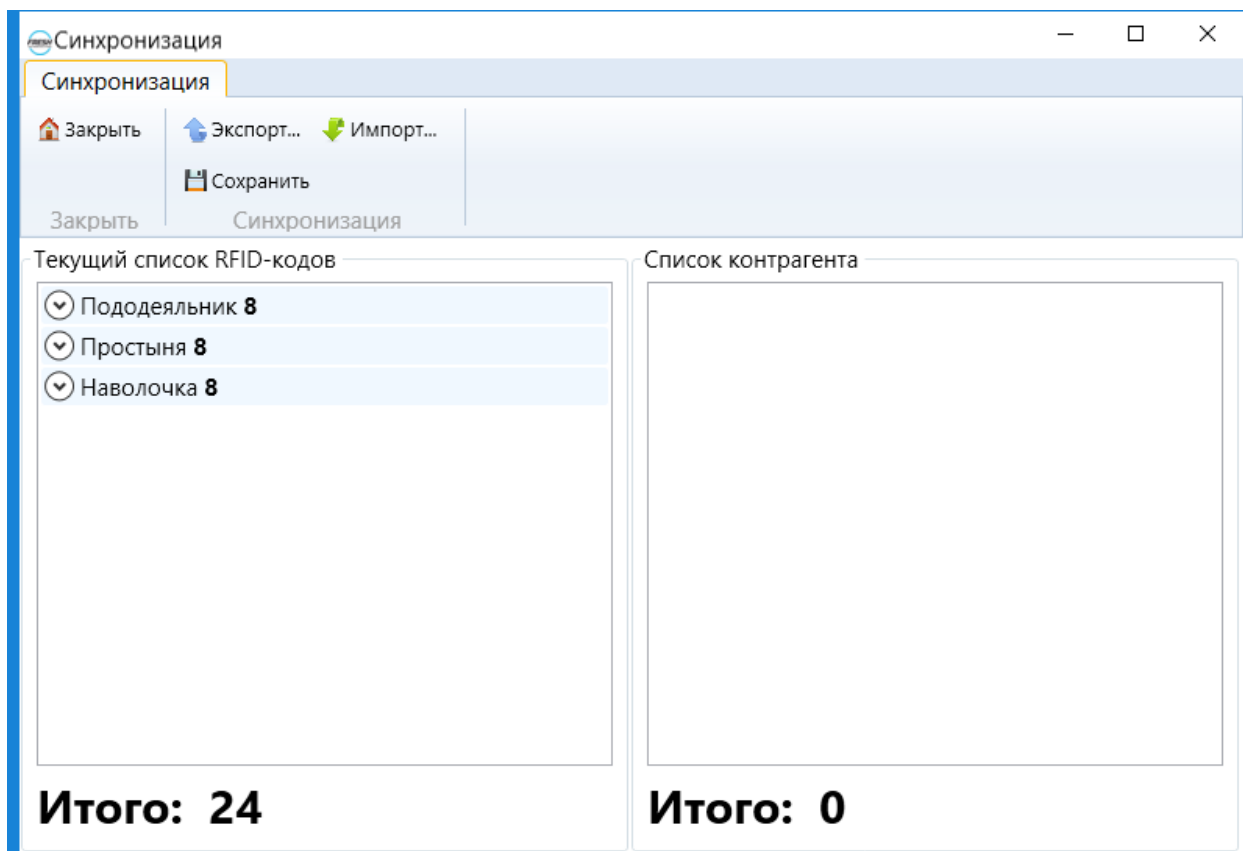 FRESH Синхронизация
Синхронизация
Закрыть Экспорт... Импорт...
Сохранить
Закрыть Синхронизация
Текущий список RFID-кодов
Пододеяльник 8
Простыня 8
Наволочка 8
Итого: 24
Список контрагента
Итого: 0